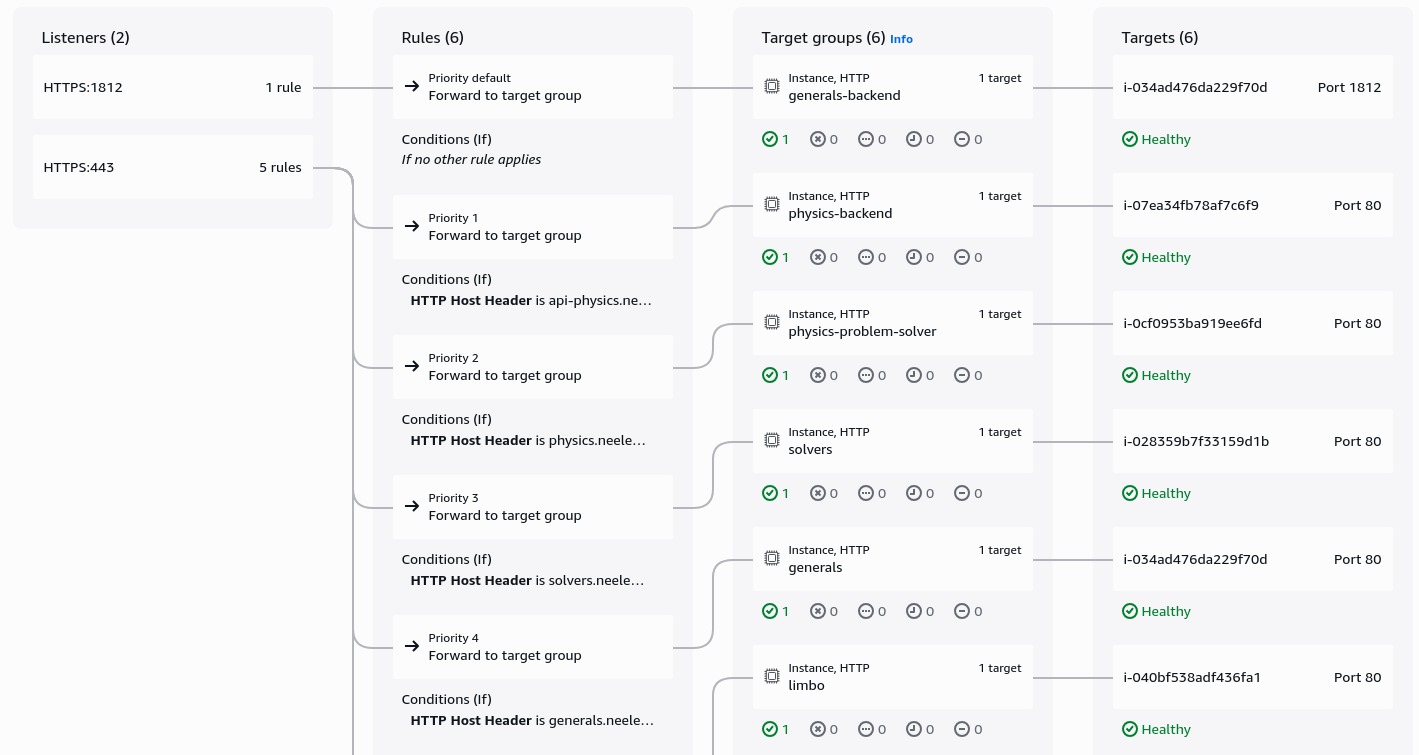 Listeners (2)
HTTPS:1812 1 rule
HTTPS:443 5 rules
Rules (6)
Priority default
Forward to target group
Conditions (If)
If no other rule applies
Priority 1
Forward to target group
Conditions (If)
HTTP Host Header is api-physics.ne…
Priority 2
Forward to target group
Conditions (If)
HTTP Host Header is physics.neele…
Priority 3
Forward to target group
Conditions (If)
HTTP Host Header is solvers.neele…
Priority 4
Forward to target group
Conditions (If)
HTTP Host Header is generals.neele…
Target groups (6) Info
Instance, HTTP 1 target
generals-backend
1 0 0 0 0
Instance, HTTP 1 target
physics-backend
1 0 0 0 0
Instance, HTTP 1 target
physics-problem-solver
1 0 0 0 0
Instance, HTTP 1 target
solvers
1 0 0 0 0
Instance, HTTP 1 target
generals
1 0 0 0 0
Instance, HTTP 1 target
limbo
1 0 0 0 0
Targets (6)
i-034ad476da229f70d Port 1812
Healthy
i-07ea34fb78af7c6f9 Port 80
Healthy
i-0cf0953ba919ee6fd Port 80
Healthy
i-028359b7f33159d1b Port 80
Healthy
i-034ad476da229f70d Port 80
Healthy
i-040bf538adf436fa1 Port 80
Healthy